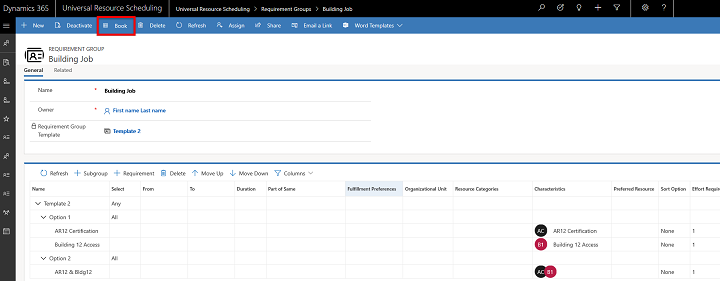 Dynamics 365 Universal Resource Scheduling Universal Resource Scheduling > Requirement Groups > Building Job
New Deactivate Book Delete Refresh Assign Share Email a Link Word Templates
REQUIREMENT GROUP
Building Job
General Related
Name * Building Job
Owner * First name Last name
Requirement Group Template Template 2
Refresh Subgroup Requirement Delete Move Up Move Down Columns
Name Select From To Duration Part of Same Fulfillment Preferences Organizational Unit Resource Categories Characteristics Preferred Resource Sort Option Effort Requir
Template 2 Any
Option 1 All
AR12 Certification AC AR12 Certification None 1
Building 12 Access B1 Building 12 Access None 1
Option 2 All
AR12 & Bldg12 AC B1 None 1